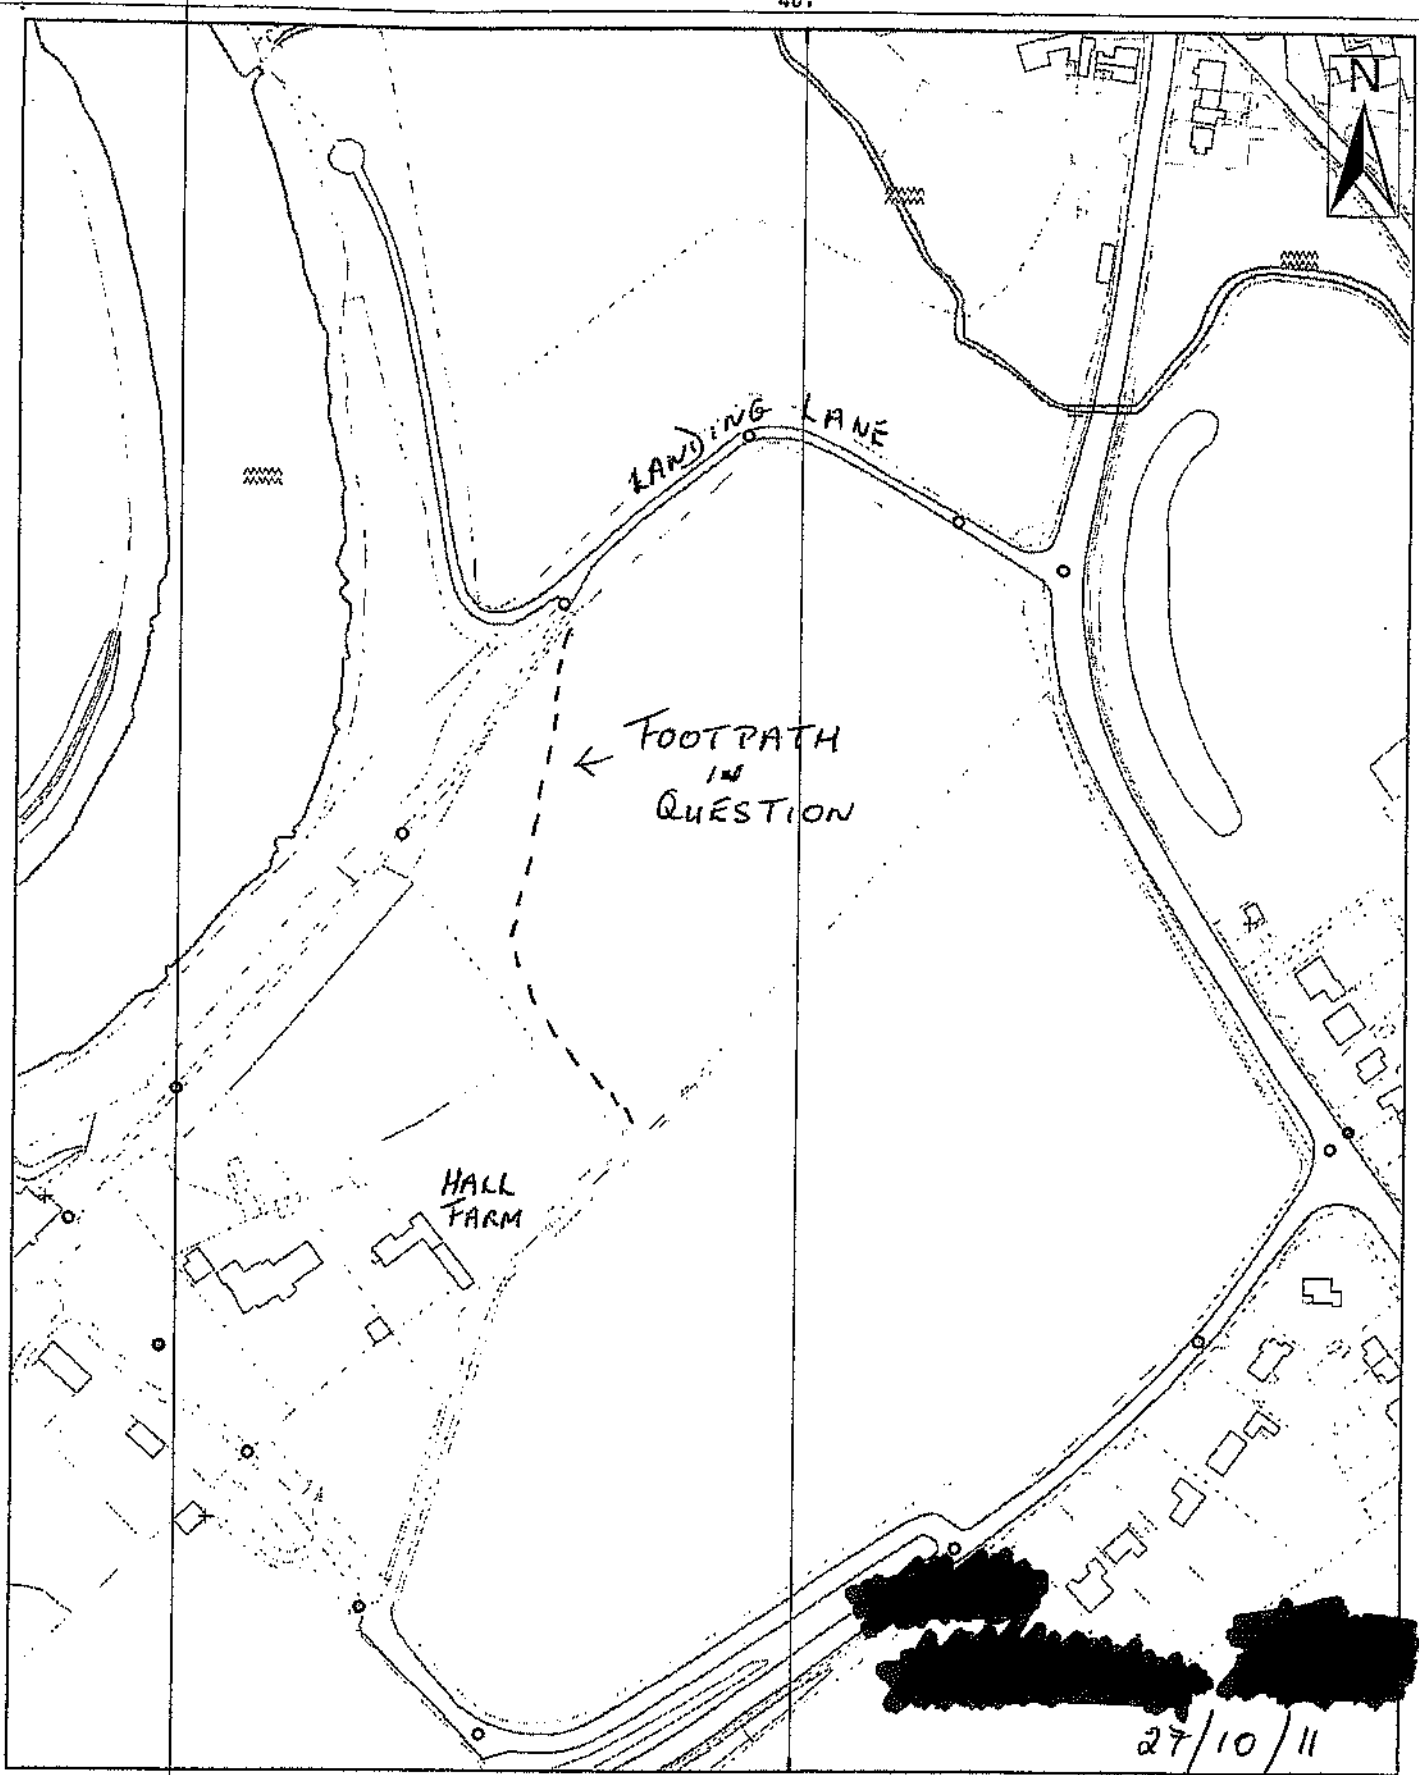 N
LANDING LANE
← FOOTPATH
IN
QUESTION
HALL
FARM
27/10/11